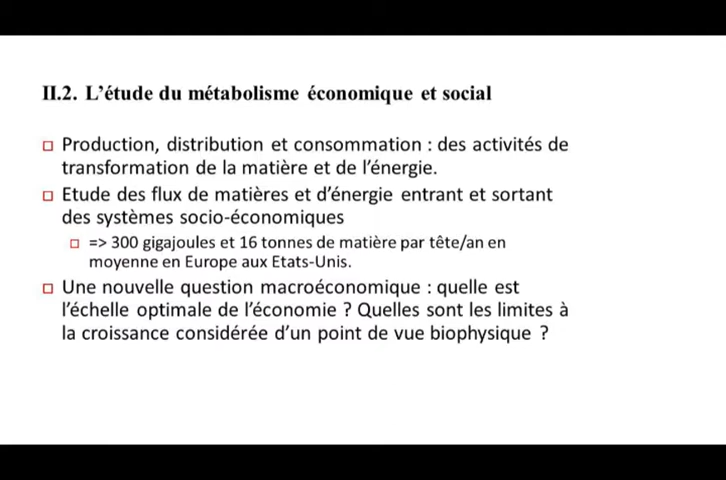 II.2. L’étude du métabolisme économique et social
Production, distribution et consommation : des activités de
transformation de la matière et de l’énergie.
Etude des flux de matières et d’énergie entrant et sortant
des systèmes socio-économiques
=> 300 gigajoules et 16 tonnes de matière par tête/an en
moyenne en Europe aux Etats-Unis.
Une nouvelle question macroéconomique : quelle est
l’échelle optimale de l’économie ? Quelles sont les limites à
la croissance considérée d’un point de vue biophysique ?